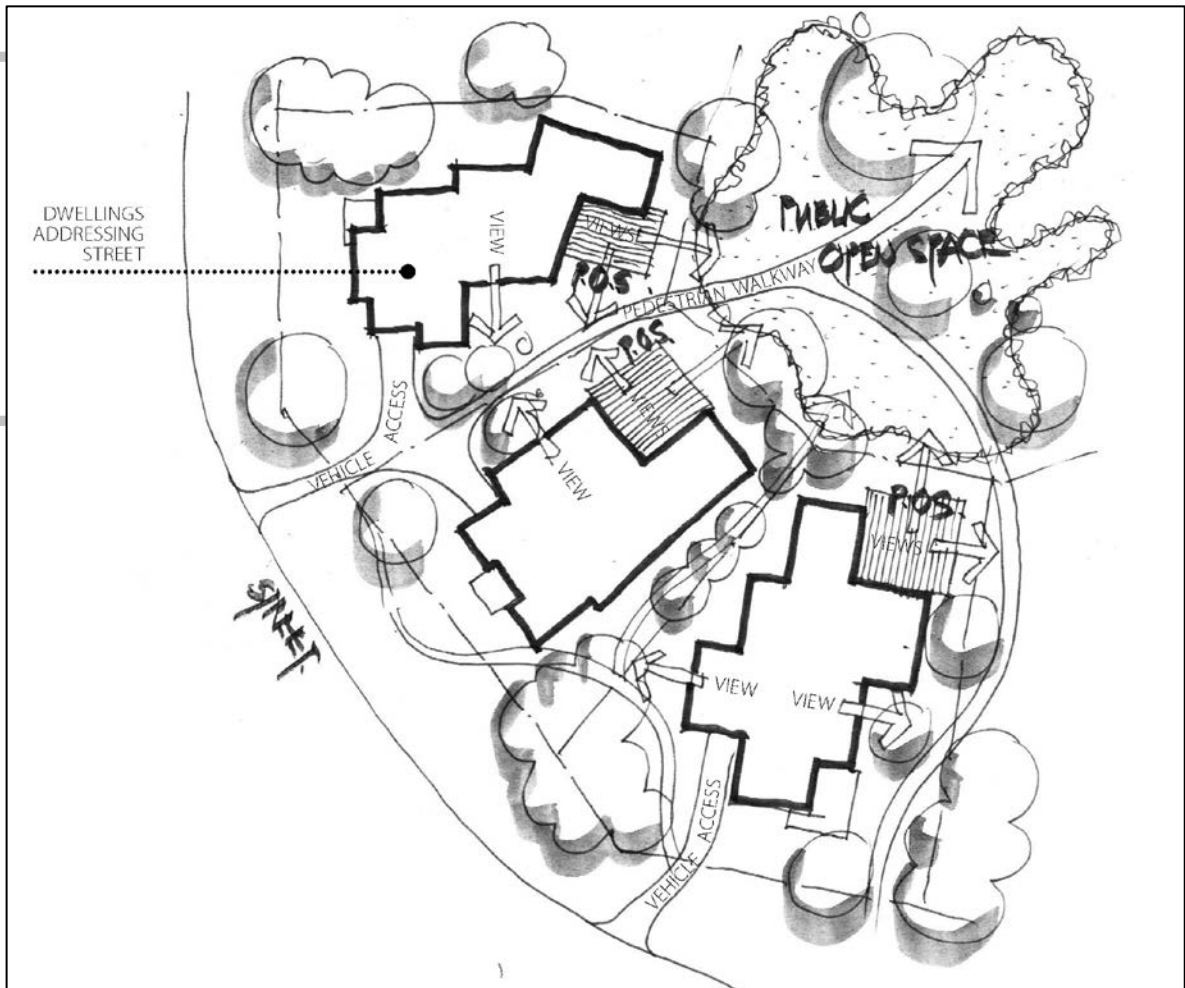 DWELLINGS
ADDRESSING
STREET
VIEW
VIEWS
P.O.S
PUBLIC
OPEN SPACE
PEDESTRIAN WALKWAY
P.O.S.
VIEWS
VIEW
VEHICLE ACCESS
STREET.
P.O.S.
VIEWS
VIEW
VIEW
VEHICLE ACCESS